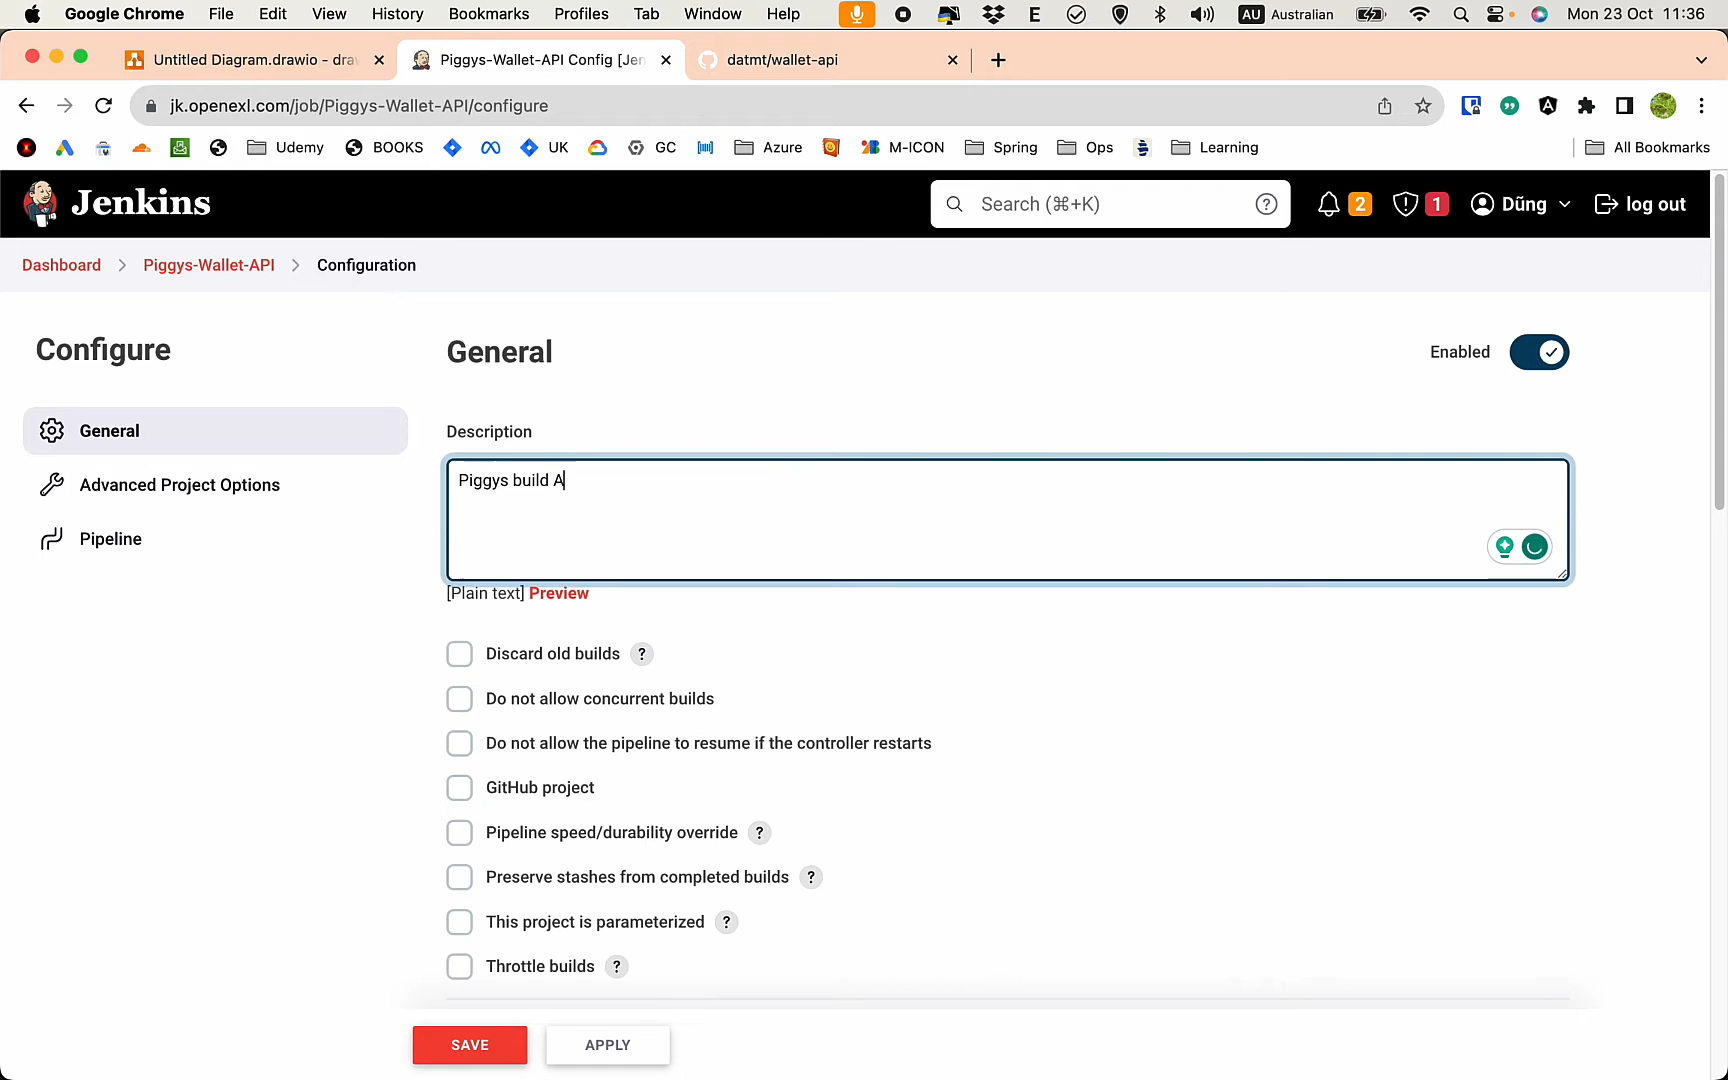 Google Chrome File Edit View History Bookmarks Profiles Tab Window Help E AU Australian Mon 23 Oct 11:36
Untitled Diagram.drawio - dra Piggys-Wallet-API Config [Jen datmt/wallet-api
jk.openexl.com/job/Piggys-Wallet-API/configure
Udemy BOOKS UK GC Azure M-ICON Spring Ops Learning All Bookmarks
Jenkins Search (⌘+K) ? 2 1 Dũng log out
Dashboard Piggys-Wallet-API Configuration
Configure
General
Advanced Project Options
Pipeline
General Enabled
Description
Piggys build A
[Plain text] Preview
Discard old builds ?
Do not allow concurrent builds
Do not allow the pipeline to resume if the controller restarts
GitHub project
Pipeline speed/durability override ?
Preserve stashes from completed builds ?
This project is parameterized ?
Throttle builds ?
SAVE APPLY